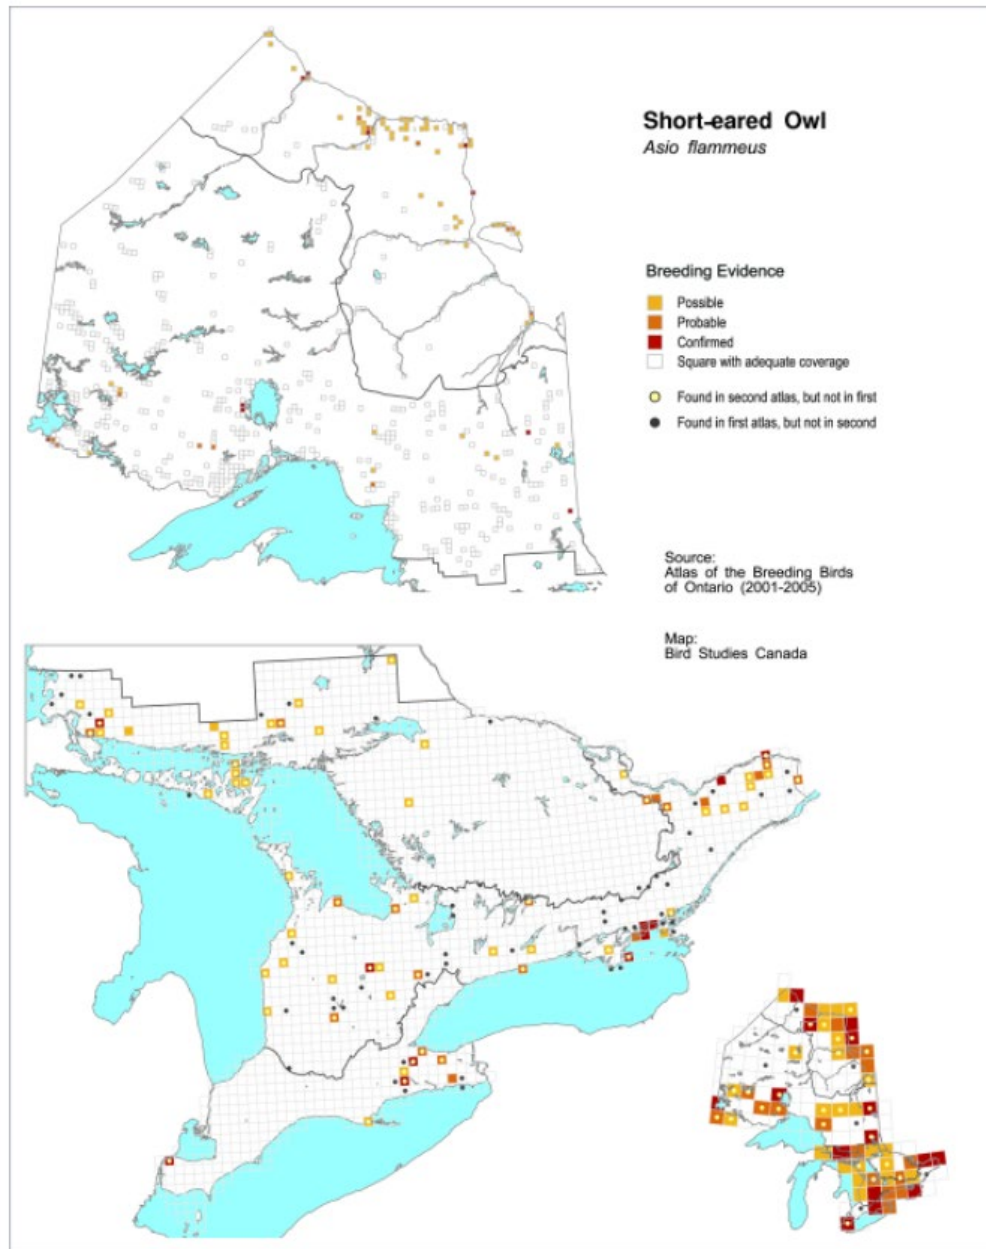 Short-eared Owl
Asio flammeus
Breeding Evidence
Possible
Probable
Confirmed
Square with adequate coverage
Found in second atlas, but not in first
Found in first atlas, but not in second
Source:
Atlas of the Breeding Birds
of Ontario (2001-2005)
Map:
Bird Studies Canada